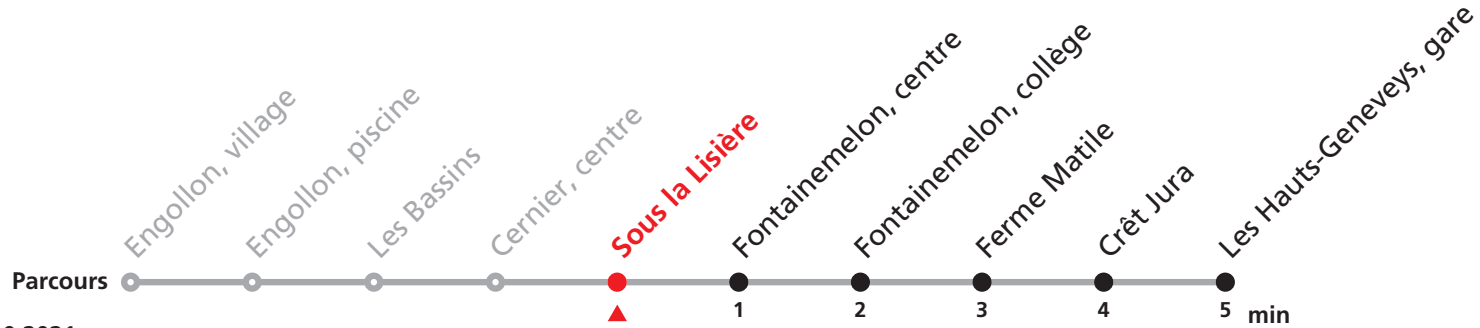 Engollon, village
Engollon, piscine
Les Bassins
Cernier, centre
Sous la Lisière
Fontainemelon, centre
Fontainemelon, collège
Ferme Matile
Crêt Jura
Les Hauts-Geneveys, gare
Parcours
1 2 3 4 5 min